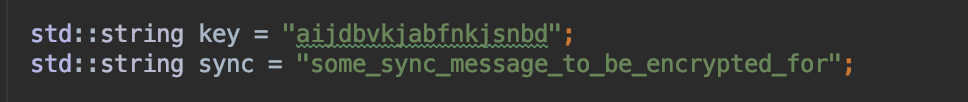 std::string key = "aijdbvkjabfnkjsnbd";
std::string sync = "some_sync_message_to_be_encrypted_for";